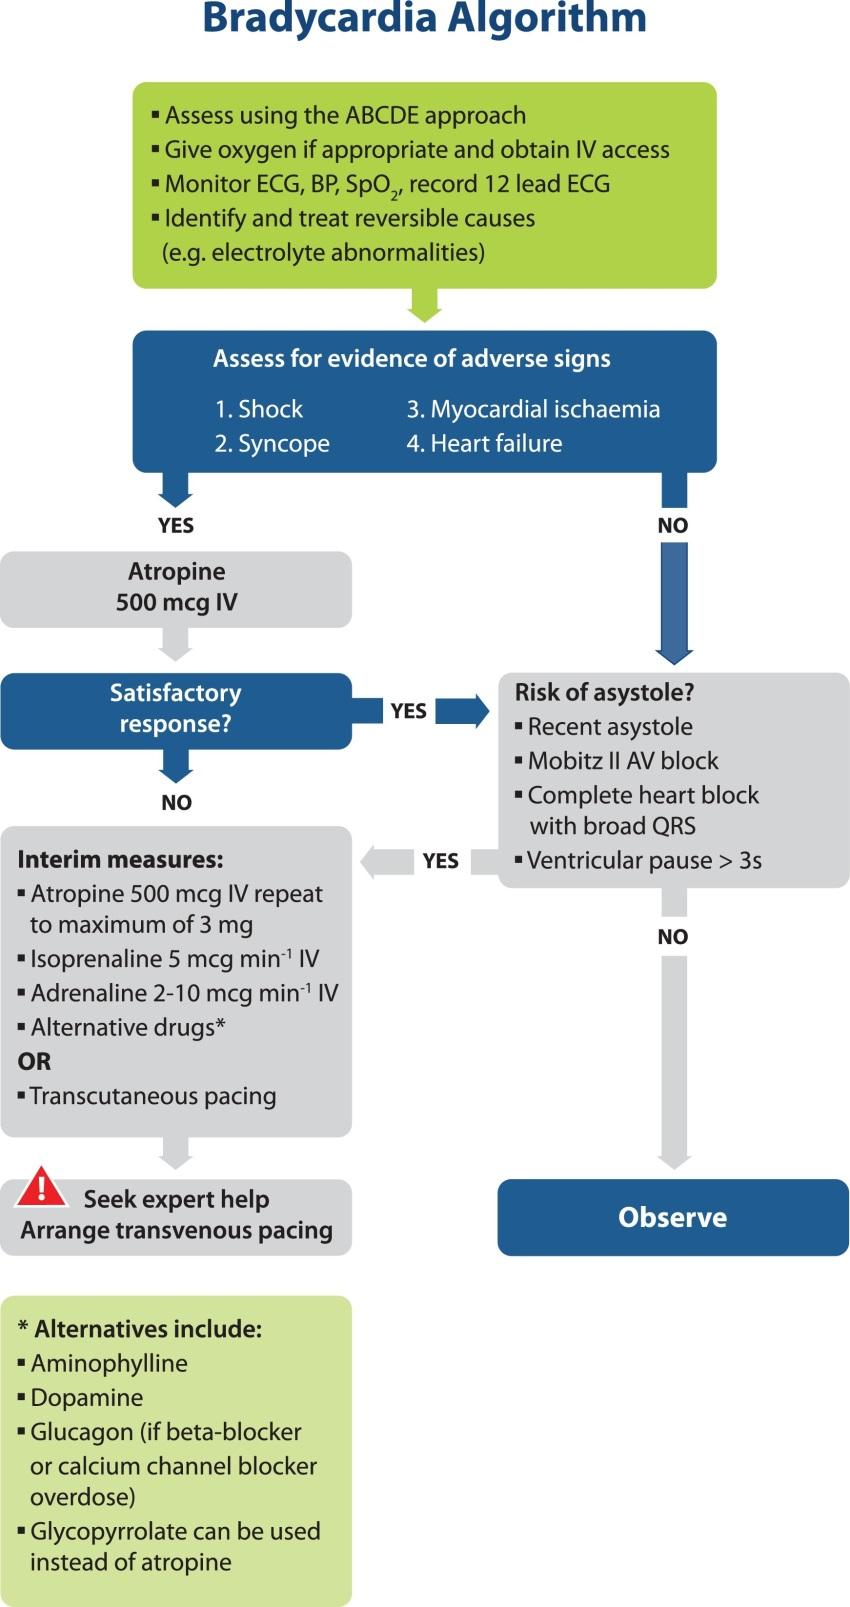 Bradycardia Algorithm
▪ Assess using the ABCDE approach
▪ Give oxygen if appropriate and obtain IV access
▪ Monitor ECG, BP, SpO₂, record 12 lead ECG
▪ Identify and treat reversible causes
(e.g. electrolyte abnormalities)
Assess for evidence of adverse signs
1. Shock
2. Syncope
3. Myocardial ischaemia
4. Heart failure
YES
NO
Atropine
500 mcg IV
Satisfactory
response?
YES
NO
Risk of asystole?
▪ Recent asystole
▪ Mobitz II AV block
▪ Complete heart block
with broad QRS
▪ Ventricular pause > 3s
YES
NO
Interim measures:
▪ Atropine 500 mcg IV repeat
to maximum of 3 mg
▪ Isoprenaline 5 mcg min⁻¹ IV
▪ Adrenaline 2-10 mcg min⁻¹ IV
▪ Alternative drugs*
OR
▪ Transcutaneous pacing
!
Seek expert help
Arrange transvenous pacing
Observe
* Alternatives include:
▪ Aminophylline
▪ Dopamine
▪ Glucagon (if beta-blocker
or calcium channel blocker
overdose)
▪ Glycopyrrolate can be used
instead of atropine